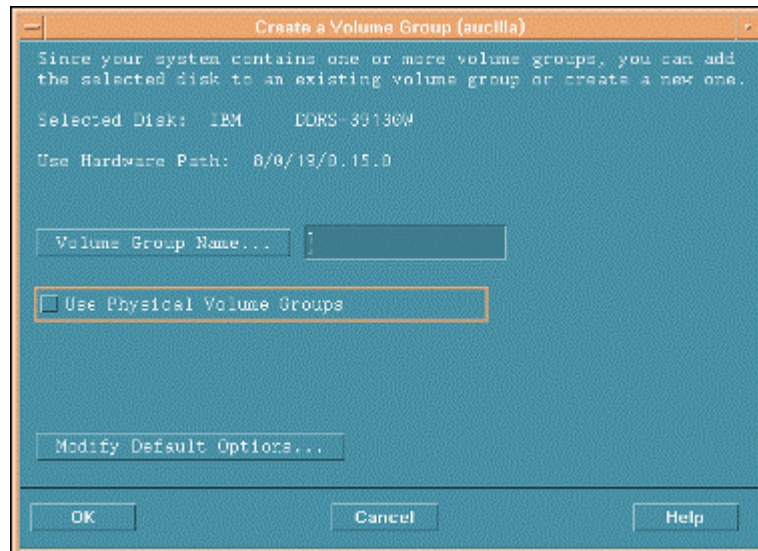 Create a Volume Group (aucilla)
Since your system contains one or more volume groups, you can add
the selected disk to an existing volume group or create a new one.
Selected Disk: IBM DDRS-39130W
Use Hardware Path: 8/0/19/0.15.0
Volume Group Name...
Use Physical Volume Groups
Modify Default Options...
OK Cancel Help